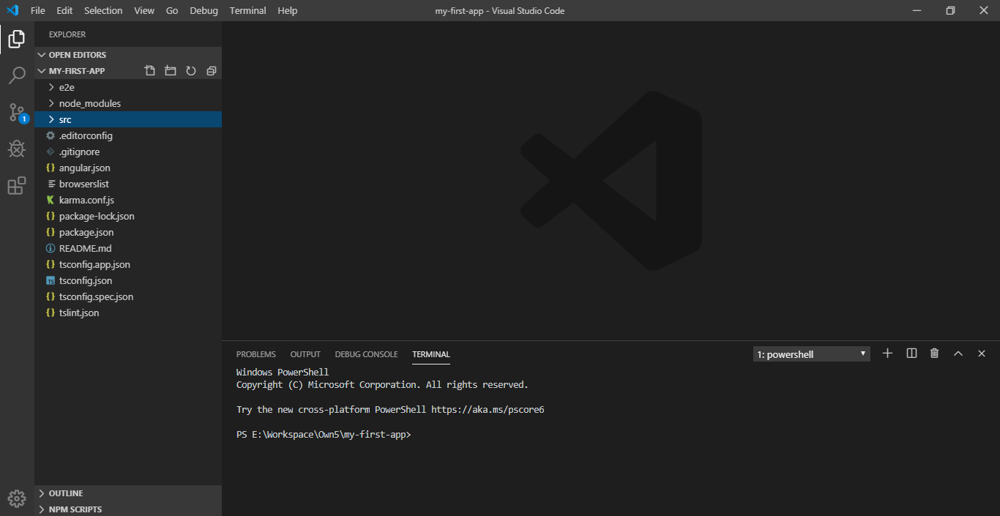 File Edit Selection View Go Debug Terminal Help my-first-app - Visual Studio Code
EXPLORER
OPEN EDITORS
MY-FIRST-APP
e2e
node_modules
src
1
.editorconfig
.gitignore
angular.json
browserslist
karma.conf.js
package-lock.json
package.json
README.md
tsconfig.app.json
TS tsconfig.json
tsconfig.spec.json
tslint.json
OUTLINE
NPM SCRIPTS
PROBLEMS OUTPUT DEBUG CONSOLE TERMINAL 1: powershell
Windows PowerShell
Copyright (C) Microsoft Corporation. All rights reserved.
Try the new cross-platform PowerShell https://aka.ms/pscore6
PS E:\Workspace\Own5\my-first-app>